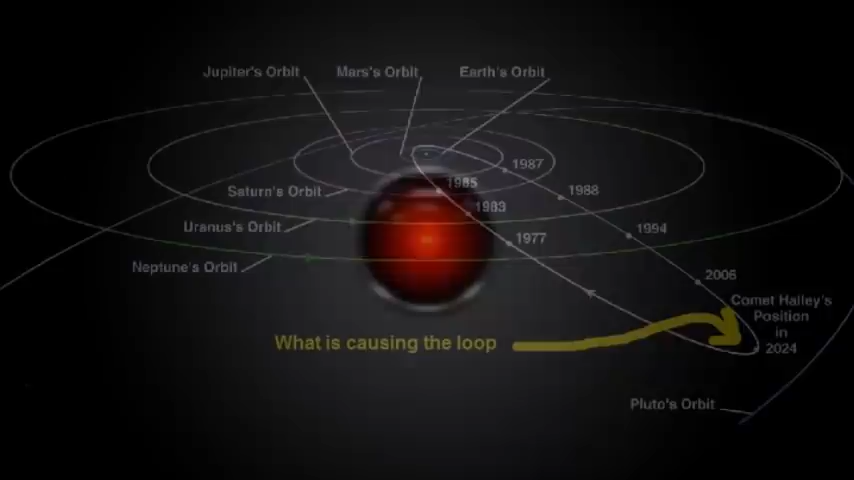 Jupiter's Orbit
Mars's Orbit
Earth's Orbit
1987
1985
1988
Saturn's Orbit
1983
Uranus's Orbit
1994
1977
Neptune's Orbit
2005
Comet Halley's
Position
in
2024
What is causing the loop
Pluto's Orbit